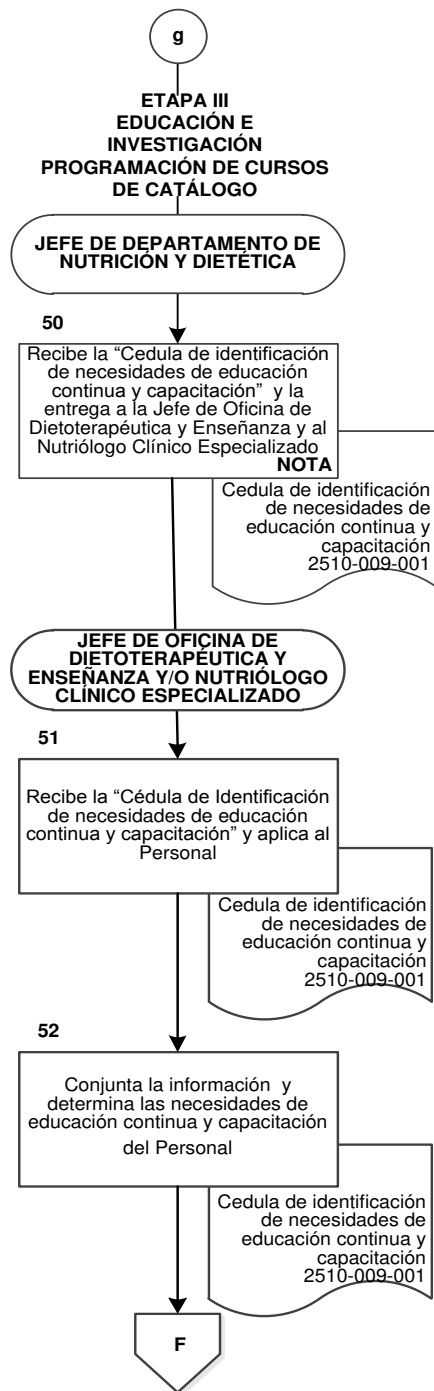 g
ETAPA III
EDUCACIÓN E
INVESTIGACIÓN
PROGRAMACIÓN DE CURSOS
DE CATÁLOGO
JEFE DE DEPARTAMENTO DE
NUTRICIÓN Y DIETÉTICA
50
Recibe la “Cedula de identificación
de necesidades de educación
continua y capacitación” y la
entrega a la Jefe de Oficina de
Dietoterapéutica y Enseñanza y al
Nutriólogo Clínico Especializado
NOTA
Cedula de identificación
de necesidades de
educación continua y
capacitación
2510-009-001
JEFE DE OFICINA DE
DIETOTERAPÉUTICA Y
ENSEÑANZA Y/O NUTRIÓLOGO
CLÍNICO ESPECIALIZADO
51
Recibe la “Cédula de Identificación
de necesidades de educación
continua y capacitación” y aplica al
Personal
Cedula de identificación
de necesidades de
educación continua y
capacitación
2510-009-001
52
Conjunta la información y
determina las necesidades de
educación continua y capacitación
del Personal
Cedula de identificación
de necesidades de
educación continua y
capacitación
2510-009-001
F